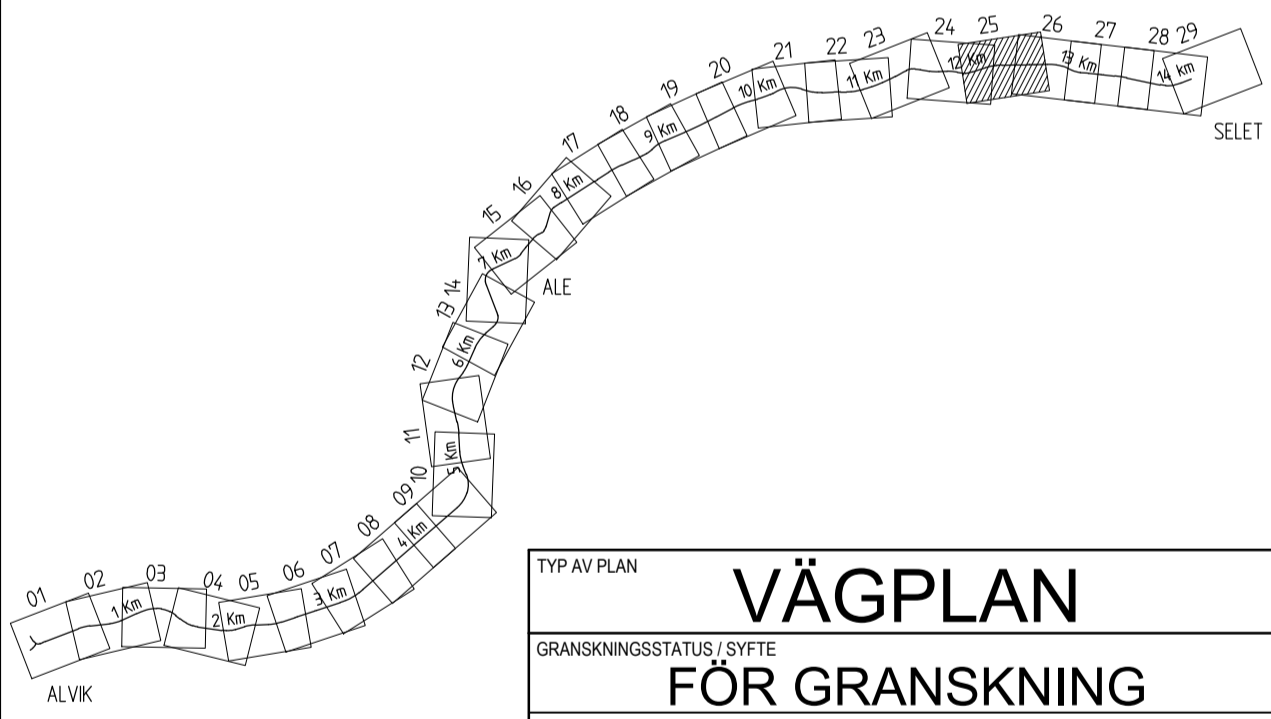 01
02
03
04
05
06
07
08
09
10
11
12
13
14
15
16
17
18
19
20
21
22
23
24
25
26
27
28
29
1 Km
2 Km
3 Km
4 Km
5 Km
6 Km
7 Km
8 Km
9 Km
10 Km
11 Km
12 Km
13 Km
14 Km
ALVIK
ALE
SELET
TYP AV PLAN
VÄGPLAN
GRANSKNINGSSTATUS / SYFTE
FÖR GRANSKNING